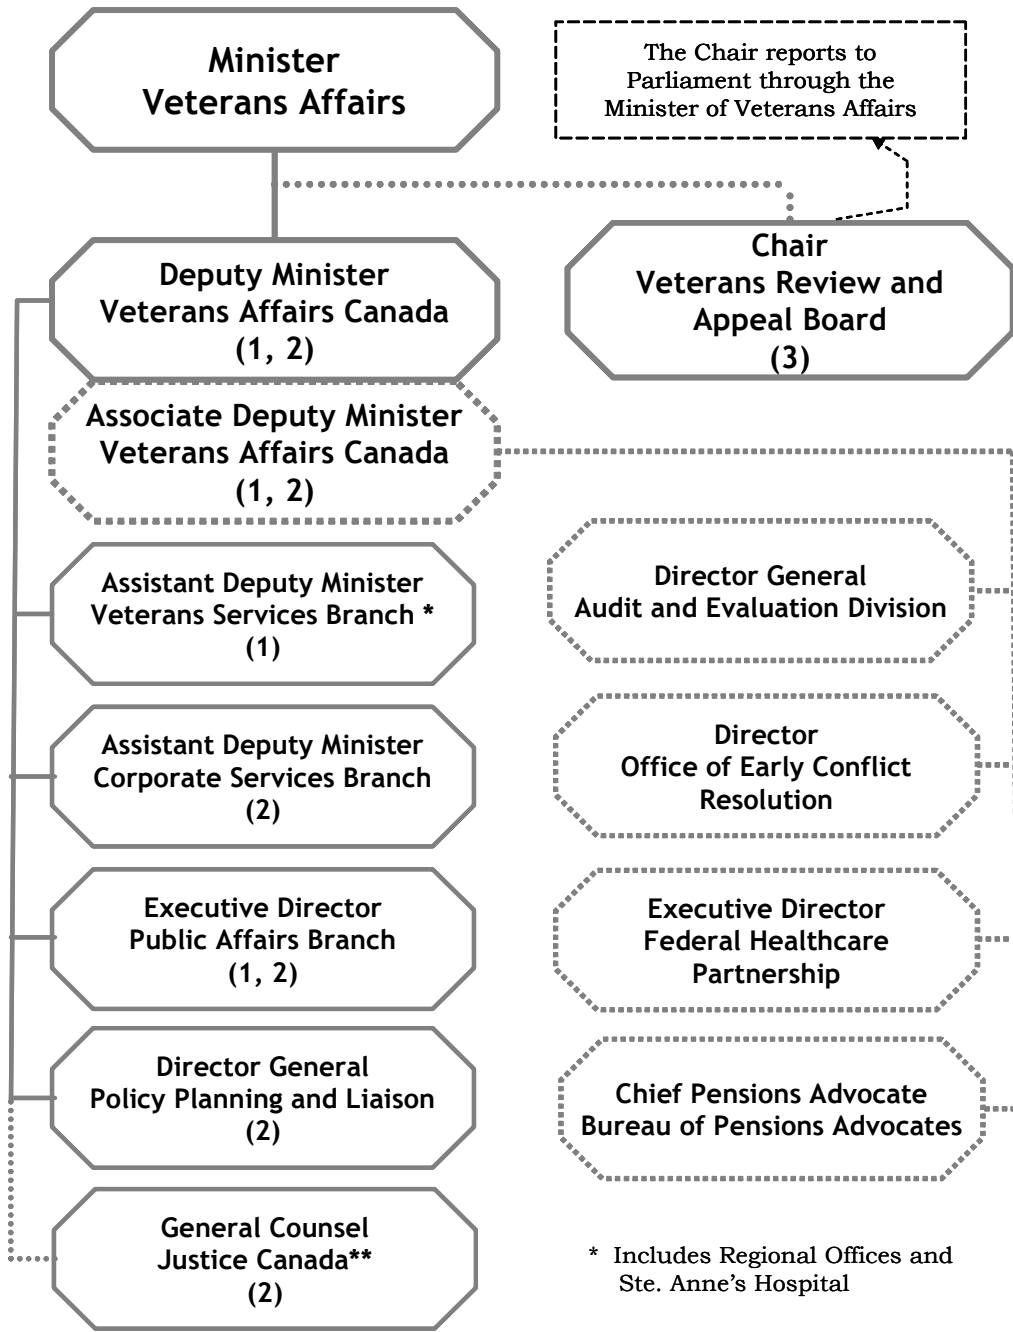 Minister
Veterans Affairs
The Chair reports to
Parliament through the
Minister of Veterans Affairs
Deputy Minister
Veterans Affairs Canada
(1, 2)
Chair
Veterans Review and
Appeal Board
(3)
Associate Deputy Minister
Veterans Affairs Canada
(1, 2)
Assistant Deputy Minister
Veterans Services Branch *
(1)
Director General
Audit and Evaluation Division
Assistant Deputy Minister
Corporate Services Branch
(2)
Director
Office of Early Conflict
Resolution
Executive Director
Public Affairs Branch
(1, 2)
Executive Director
Federal Healthcare
Partnership
Director General
Policy Planning and Liaison
(2)
Chief Pensions Advocate
Bureau of Pensions Advocates
General Counsel
Justice Canada**
(2)
* Includes Regional Offices and
Ste. Anne's Hospital